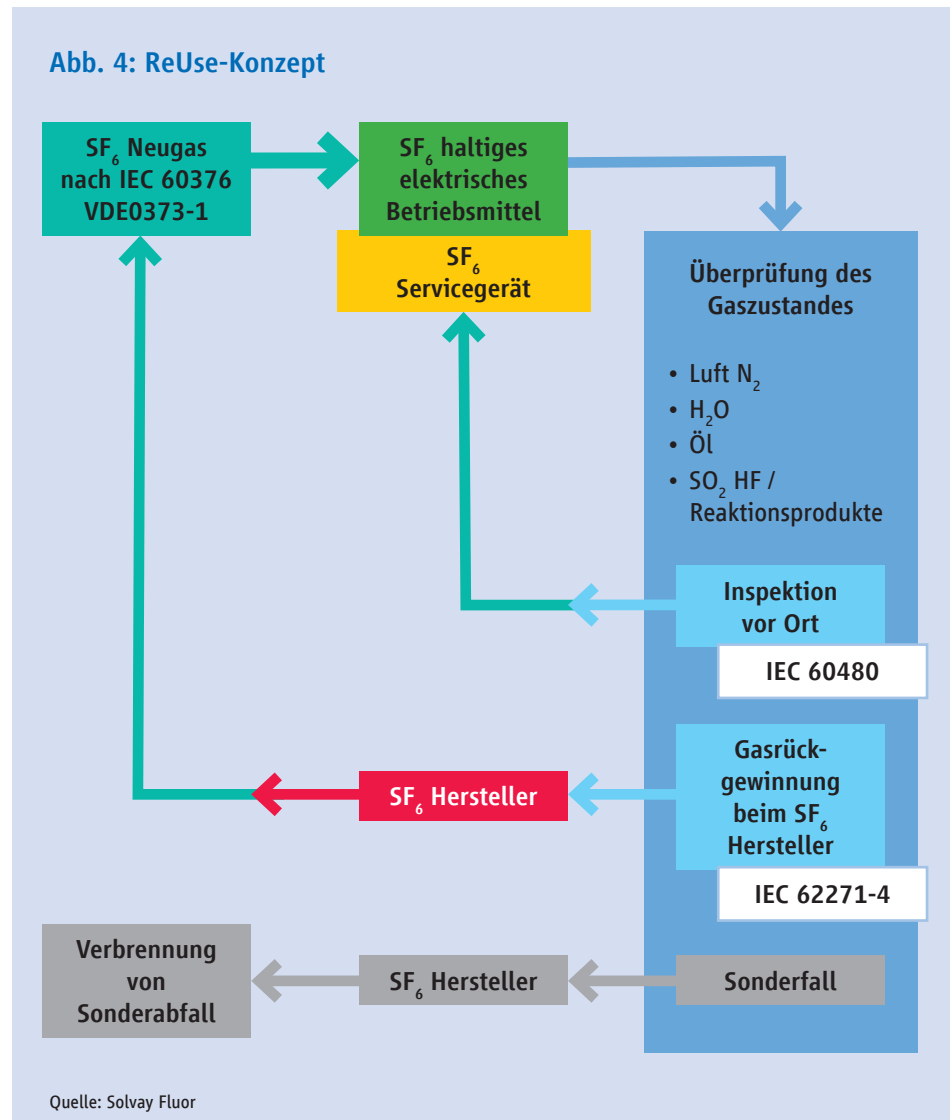 Abb. 4: ReUse-Konzept
SF₆ Neugas
nach IEC 60376
VDE0373-1
SF₆ haltiges
elektrisches
Betriebsmittel
SF₆
Servicegerät
Überprüfung des
Gaszustandes
• Luft N₂
• H₂O
• Öl
• SO₂ HF /
Reaktionsprodukte
Inspektion
vor Ort
IEC 60480
Gasrück-
gewinnung
beim SF₆
Hersteller
IEC 62271-4
SF₆ Hersteller
Verbrennung
von
Sonderabfall
SF₆ Hersteller
Sonderfall
Quelle: Solvay Fluor